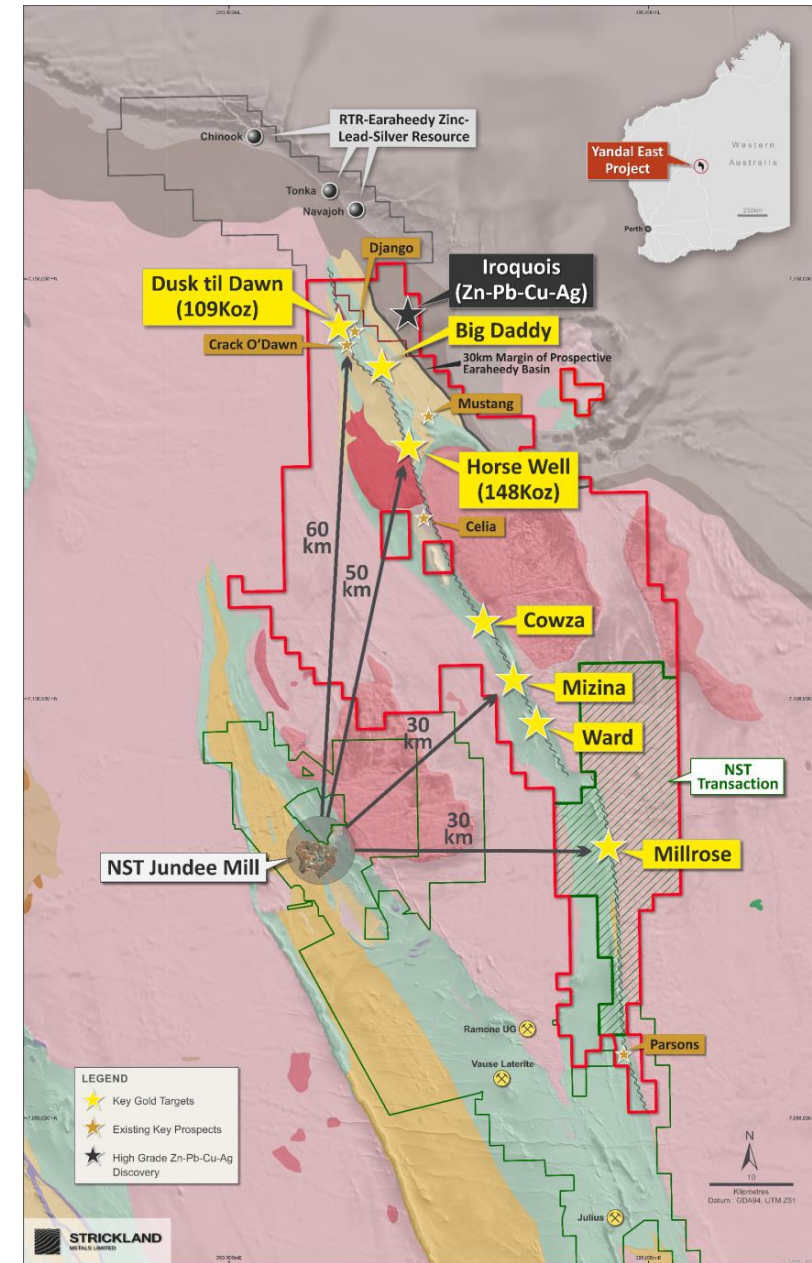 RTR-Earaheedy Zinc-
Lead-Silver Resource
Chinook
Tonka
Navajoh
Western
Australia
Yandal East
Project
250km
Perth
Django
Dusk til Dawn
(109Koz)
Iroquois
(Zn-Pb-Cu-Ag)
Crack O'Dawn
Big Daddy
30km Margin of Prospective
Earaheedy Basin
Mustang
Horse Well
(148Koz)
Celia
60
km
50
km
Cowza
Mizina
30
km
Ward
NST
Transaction
30
km
Millrose
NST Jundee Mill
Ramone UG
Parsons
Vause Laterite
Julius
LEGEND
Key Gold Targets
Existing Key Prospects
High Grade Zn-Pb-Cu-Ag
Discovery
N
10
Kilometres
Datum : GDA94, UTM Z51
STRICKLAND
METALS LIMITED